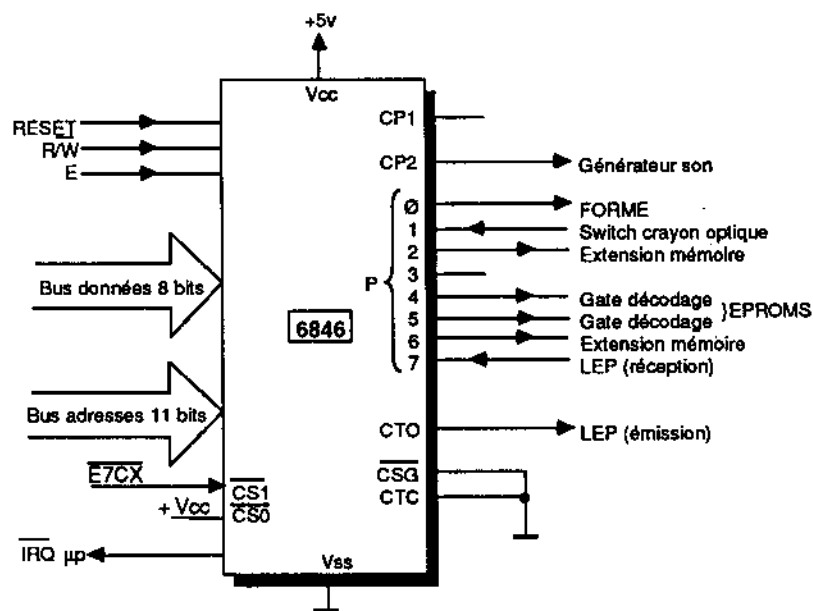 +5v
Vcc
RESET
R/W
E
Bus données 8 bits
Bus adresses 11 bits
E7CX
CS1
+ Vcc
CS0
IRQ µp
6846
Vss
CP1
CP2
Générateur son
P
0
FORME
1
Switch crayon optique
2
Extension mémoire
3
4
Gate décodage
5
Gate décodage
}EPROMS
6
Extension mémoire
7
LEP (réception)
CTO
LEP (émission)
CSG
CTC